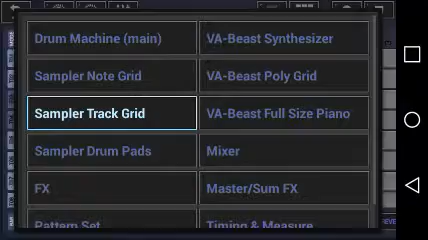 Drum Machine (main)
VA-Beast Synthesizer
Sampler Note Grid
VA-Beast Poly Grid
Sampler Track Grid
VA-Beast Full Size Piano
Sampler Drum Pads
Mixer
FX
Master/Sum FX
Pattern Set
Timing & Measure